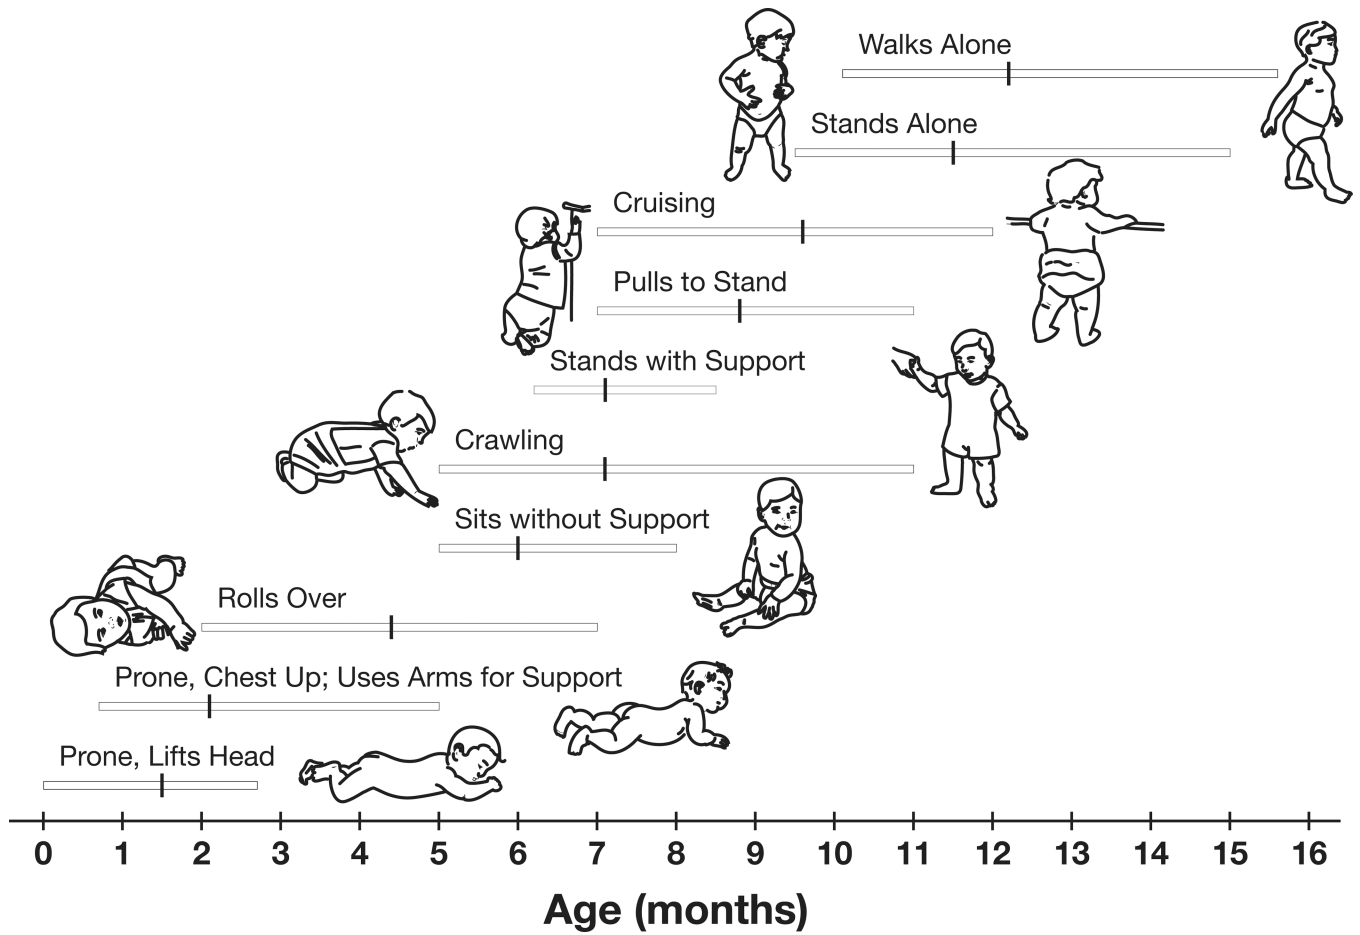 Walks Alone
Stands Alone
Cruising
Pulls to Stand
Stands with Support
Crawling
Sits without Support
Rolls Over
Prone, Chest Up; Uses Arms for Support
Prone, Lifts Head
0 1 2 3 4 5 6 7 8 9 10 11 12 13 14 15 16
Age (months)